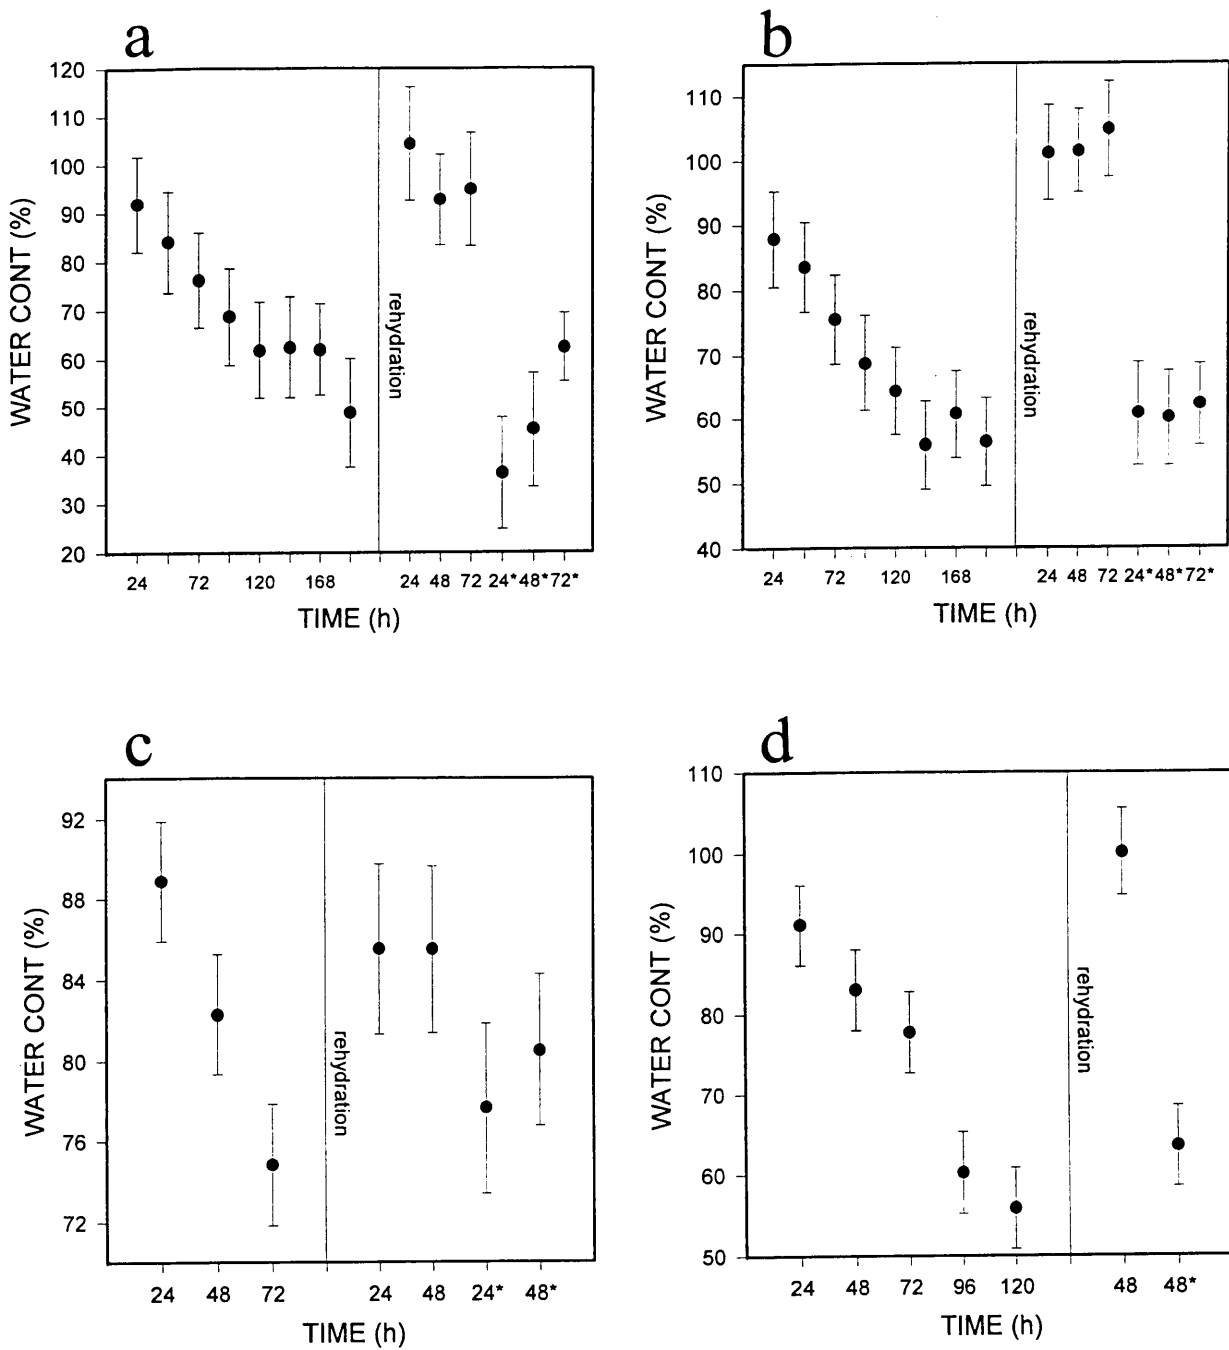 a
120
110
100
90
80
70
60
50
40
30
20
WATER CONT (%)
rehydration
24 72 120 168 24 48 72 24* 48* 72*
TIME (h)
b
110
100
90
80
70
60
50
40
WATER CONT (%)
rehydration
24 72 120 168 24 48 72 24* 48* 72*
TIME (h)
c
92
88
84
80
76
72
WATER CONT (%)
rehydration
24 48 72 24 48 24* 48*
TIME (h)
d
110
100
90
80
70
60
50
WATER CONT (%)
rehydration
24 48 72 96 120 48 48*
TIME (h)